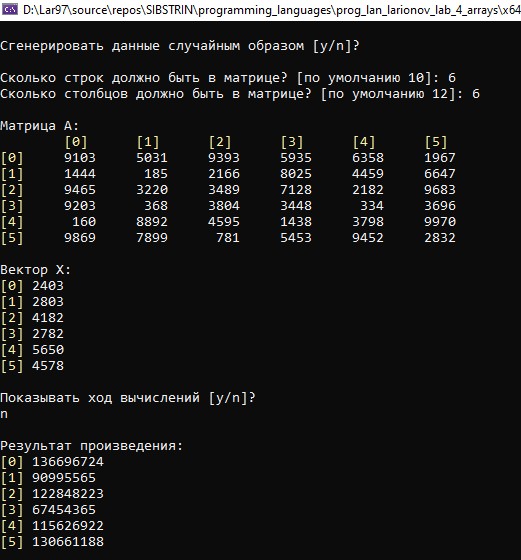 D:\Lar97\source\repos\SIBSTRIN\programming_languages\prog_lan_larionov_lab_4_arrays\x64
Сгенерировать данные случайным образом [y/n]?
Сколько строк должно быть в матрице? [по умолчанию 10]: 6
Сколько столбцов должно быть в матрице? [по умолчанию 12]: 6
Матрица A:
[0] [1] [2] [3] [4] [5]
[0] 9103 5031 9393 5935 6358 1967
[1] 1444 185 2166 8025 4459 6647
[2] 9465 3220 3489 7128 2182 9683
[3] 9203 368 3804 3448 334 3696
[4] 160 8892 4595 1438 3798 9970
[5] 9869 7899 781 5453 9452 2832
Вектор X:
[0] 2403
[1] 2803
[2] 4182
[3] 2782
[4] 5650
[5] 4578
Показывать ход вычислений [y/n]?
n
Результат произведения:
[0] 136696724
[1] 90995565
[2] 122848223
[3] 67454365
[4] 115626922
[5] 130661188